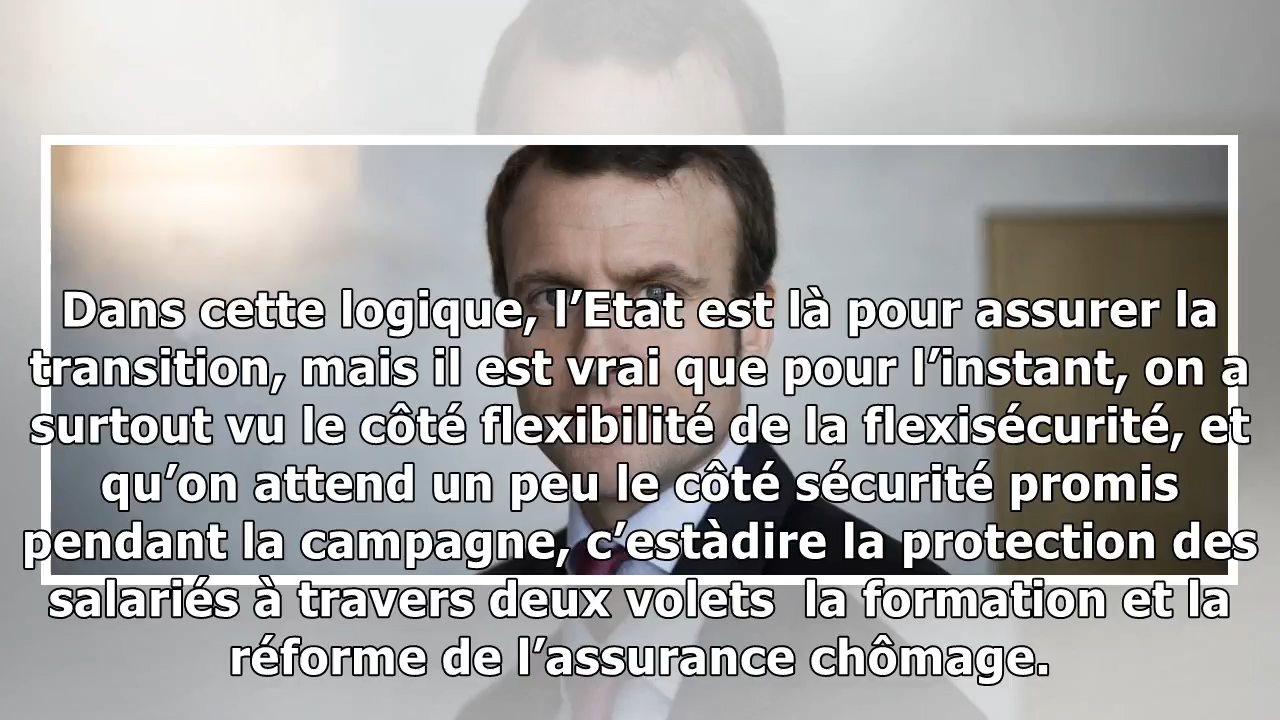 Dans cette logique, l’Etat est là pour assurer la
transition, mais il est vrai que pour l’instant, on a
surtout vu le côté flexibilité de la flexisécurité, et
qu’on attend un peu le côté sécurité promis
pendant la campagne, c’estàdire la protection des
salariés à travers deux volets  la formation et la
réforme de l’assurance chômage.